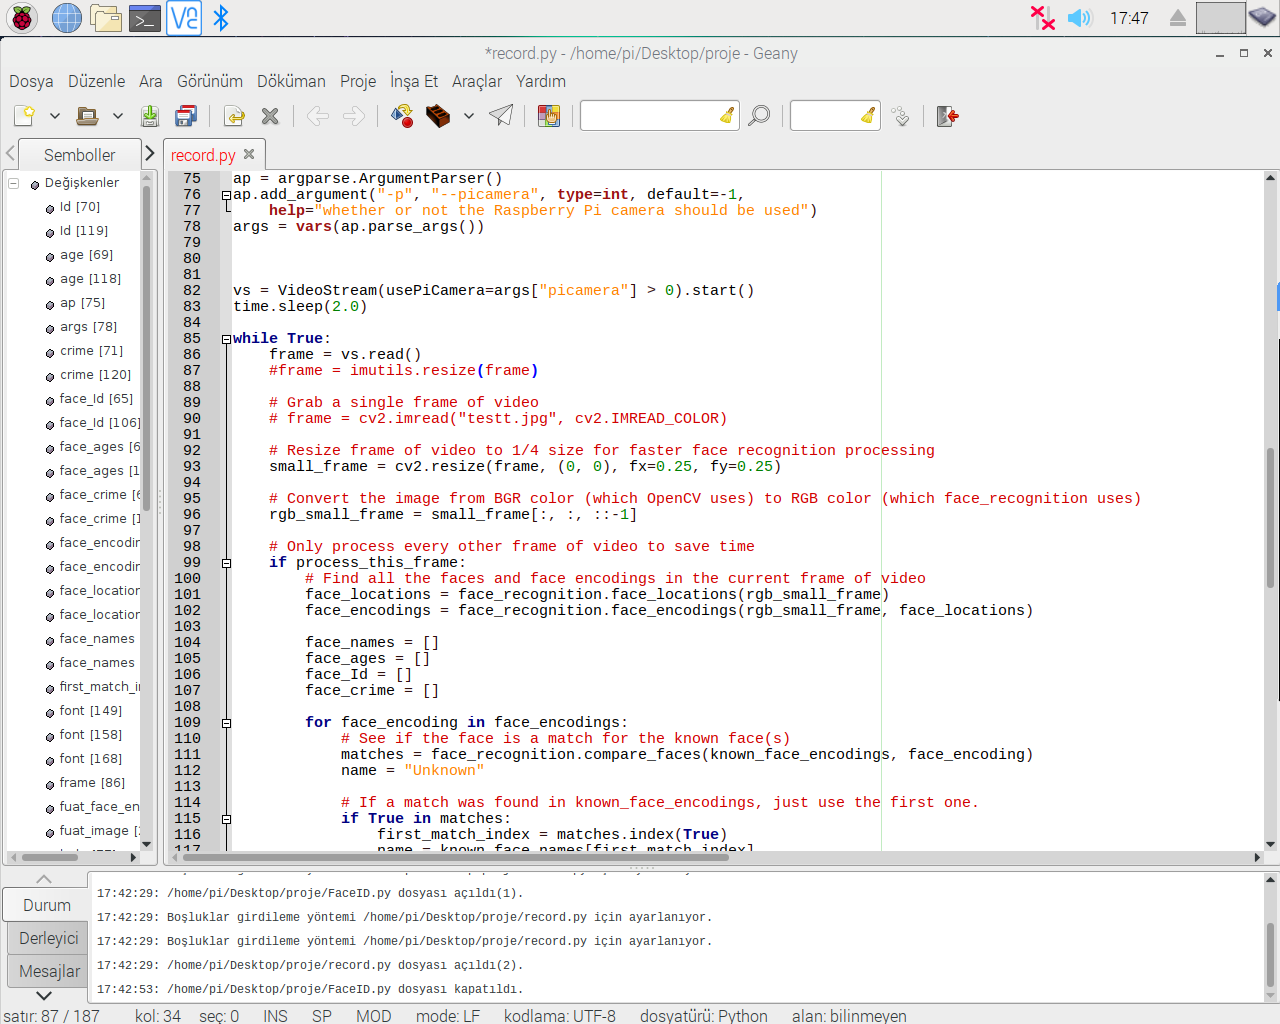 17:47
*record.py - /home/pi/Desktop/proje - Geany
Dosya Düzenle Ara Görünüm Döküman Proje İnşa Et Araçlar Yardım
Semboller
record.py
Değişkenler
Id [70]
Id [119]
age [69]
age [118]
ap [75]
args [78]
crime [71]
crime [120]
face_Id [65]
face_Id [106]
face_ages [6
face_ages [1
face_crime [6
face_crime [1
face_encodin
face_encodin
face_location
face_location
face_names
face_names
first_match_i
font [149]
font [158]
font [168]
frame [86]
fuat_face_en
fuat_image [
75 ap = argparse.ArgumentParser()
76 ap.add_argument("-p", "--picamera", type=int, default=-1,
77     help="whether or not the Raspberry Pi camera should be used")
78 args = vars(ap.parse_args())
79
80
81
82 vs = VideoStream(usePiCamera=args["picamera"] > 0).start()
83 time.sleep(2.0)
84
85 while True:
86     frame = vs.read()
87     #frame = imutils.resize(frame)
88
89     # Grab a single frame of video
90     # frame = cv2.imread("testt.jpg", cv2.IMREAD_COLOR)
91
92     # Resize frame of video to 1/4 size for faster face recognition processing
93     small_frame = cv2.resize(frame, (0, 0), fx=0.25, fy=0.25)
94
95     # Convert the image from BGR color (which OpenCV uses) to RGB color (which face_recognition uses)
96     rgb_small_frame = small_frame[:, :, ::-1]
97
98     # Only process every other frame of video to save time
99     if process_this_frame:
100         # Find all the faces and face encodings in the current frame of video
101         face_locations = face_recognition.face_locations(rgb_small_frame)
102         face_encodings = face_recognition.face_encodings(rgb_small_frame, face_locations)
103
104         face_names = []
105         face_ages = []
106         face_Id = []
107         face_crime = []
108
109         for face_encoding in face_encodings:
110             # See if the face is a match for the known face(s)
111             matches = face_recognition.compare_faces(known_face_encodings, face_encoding)
112             name = "Unknown"
113
114             # If a match was found in known_face_encodings, just use the first one.
115             if True in matches:
116                 first_match_index = matches.index(True)
117                 name = known_face_names[first_match_index]
Durum
Derleyici
Mesajlar
17:42:29: /home/pi/Desktop/proje/FaceID.py dosyası açıldı(1).
17:42:29: Boşluklar girdileme yöntemi /home/pi/Desktop/proje/record.py için ayarlanıyor.
17:42:29: Boşluklar girdileme yöntemi /home/pi/Desktop/proje/record.py için ayarlanıyor.
17:42:29: /home/pi/Desktop/proje/record.py dosyası açıldı(2).
17:42:53: /home/pi/Desktop/proje/FaceID.py dosyası kapatıldı.
satır: 87 / 187 kol: 34 seç: 0 INS SP MOD mode: LF kodlama: UTF-8 dosyatürü: Python alan: bilinmeyen